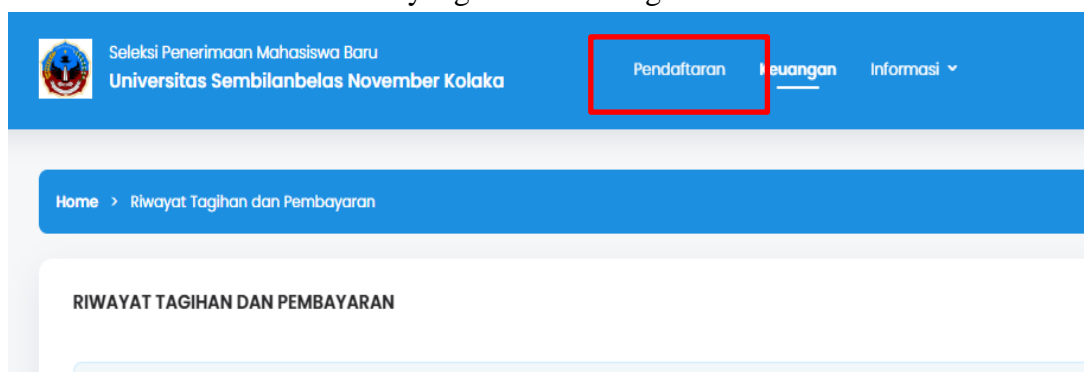 Seleksi Penerimaan Mahasiswa Baru
Universitas Sembilanbelas November Kolaka
Pendaftaran Keuangan Informasi
Home > Riwayat Tagihan dan Pembayaran
RIWAYAT TAGIHAN DAN PEMBAYARAN